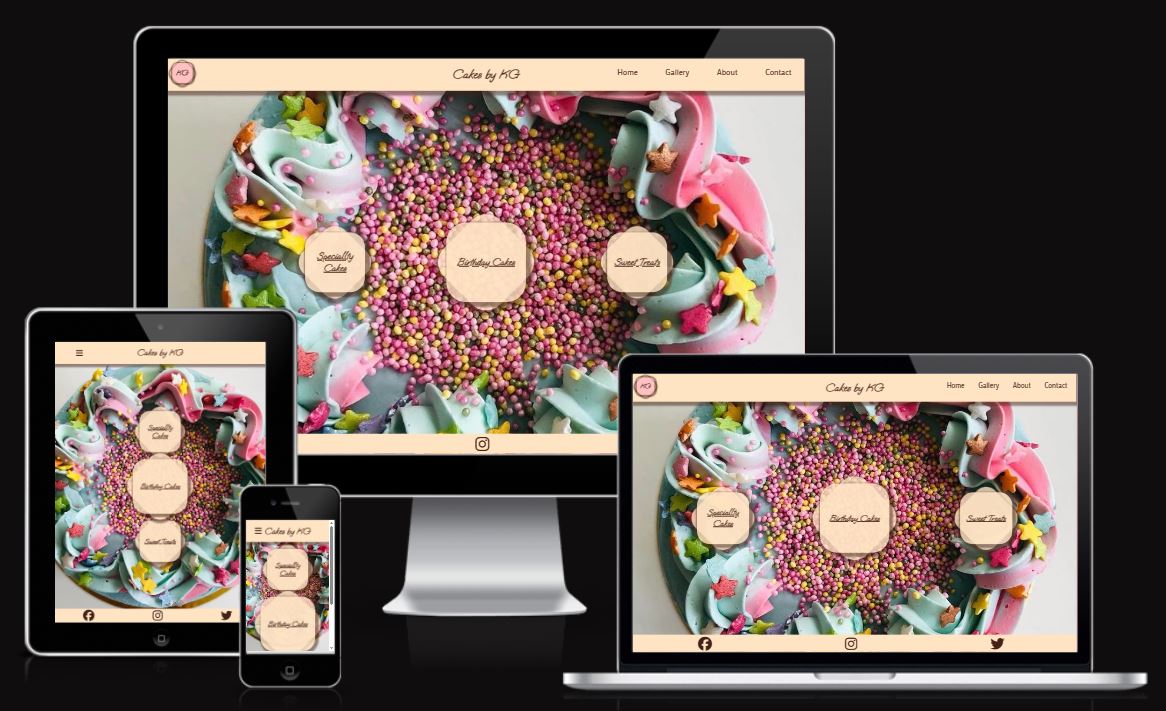 KG
Cakes by KG
Home
Gallery
About
Contact
Speciality
Cakes
Birthday Cakes
Sweet Treats
Cakes by KG
Speciality
Cakes
Birthday Cakes
Sweet Treats
Cakes by KG
Speciality
Cakes
Birthday Cakes
KG
Cakes by KG
Home
Gallery
About
Contact
Speciality
Cakes
Birthday Cakes
Sweet Treats